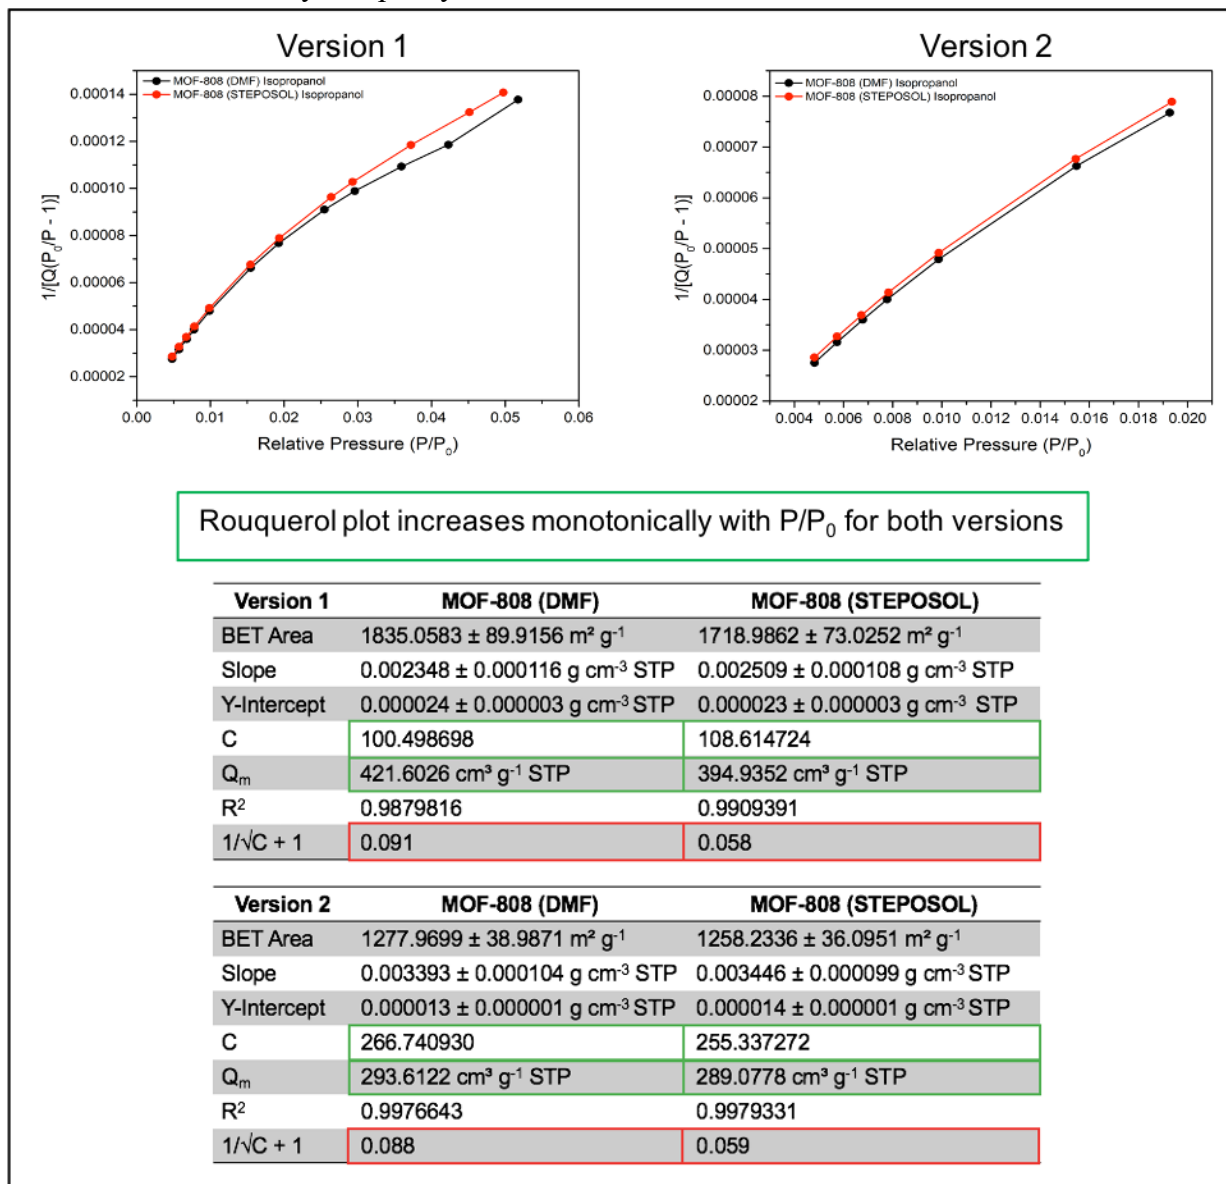 Version 1
MOF-808 (DMF) Isopropanol
MOF-808 (STEPOSOL) Isopropanol
0.00014
0.00012
0.00010
0.00008
0.00006
0.00004
0.00002
1/[Q(P₀/P - 1)]
0.00 0.01 0.02 0.03 0.04 0.05 0.06
Relative Pressure (P/P₀)
Version 2
MOF-808 (DMF) Isopropanol
MOF-808 (STEPOSOL) Isopropanol
0.00008
0.00007
0.00006
0.00005
0.00004
0.00003
0.00002
1/[Q(P₀/P - 1)]
0.004 0.006 0.008 0.010 0.012 0.014 0.016 0.018 0.020
Relative Pressure (P/P₀)
Rouquerol plot increases monotonically with P/P₀ for both versions
Version 1 MOF-808 (DMF) MOF-808 (STEPOSOL)
BET Area 1835.0583 ± 89.9156 m² g⁻¹ 1718.9862 ± 73.0252 m² g⁻¹
Slope 0.002348 ± 0.000116 g cm⁻³ STP 0.002509 ± 0.000108 g cm⁻³ STP
Y-Intercept 0.000024 ± 0.000003 g cm⁻³ STP 0.000023 ± 0.000003 g cm⁻³ STP
C 100.498698 108.614724
Qₘ 421.6026 cm³ g⁻¹ STP 394.9352 cm³ g⁻¹ STP
R² 0.9879816 0.9909391
1/√C + 1 0.091 0.058
Version 2 MOF-808 (DMF) MOF-808 (STEPOSOL)
BET Area 1277.9699 ± 38.9871 m² g⁻¹ 1258.2336 ± 36.0951 m² g⁻¹
Slope 0.003393 ± 0.000104 g cm⁻³ STP 0.003446 ± 0.000099 g cm⁻³ STP
Y-Intercept 0.000013 ± 0.000001 g cm⁻³ STP 0.000014 ± 0.000001 g cm⁻³ STP
C 266.740930 255.337272
Qₘ 293.6122 cm³ g⁻¹ STP 289.0778 cm³ g⁻¹ STP
R² 0.9976643 0.9979331
1/√C + 1 0.088 0.059